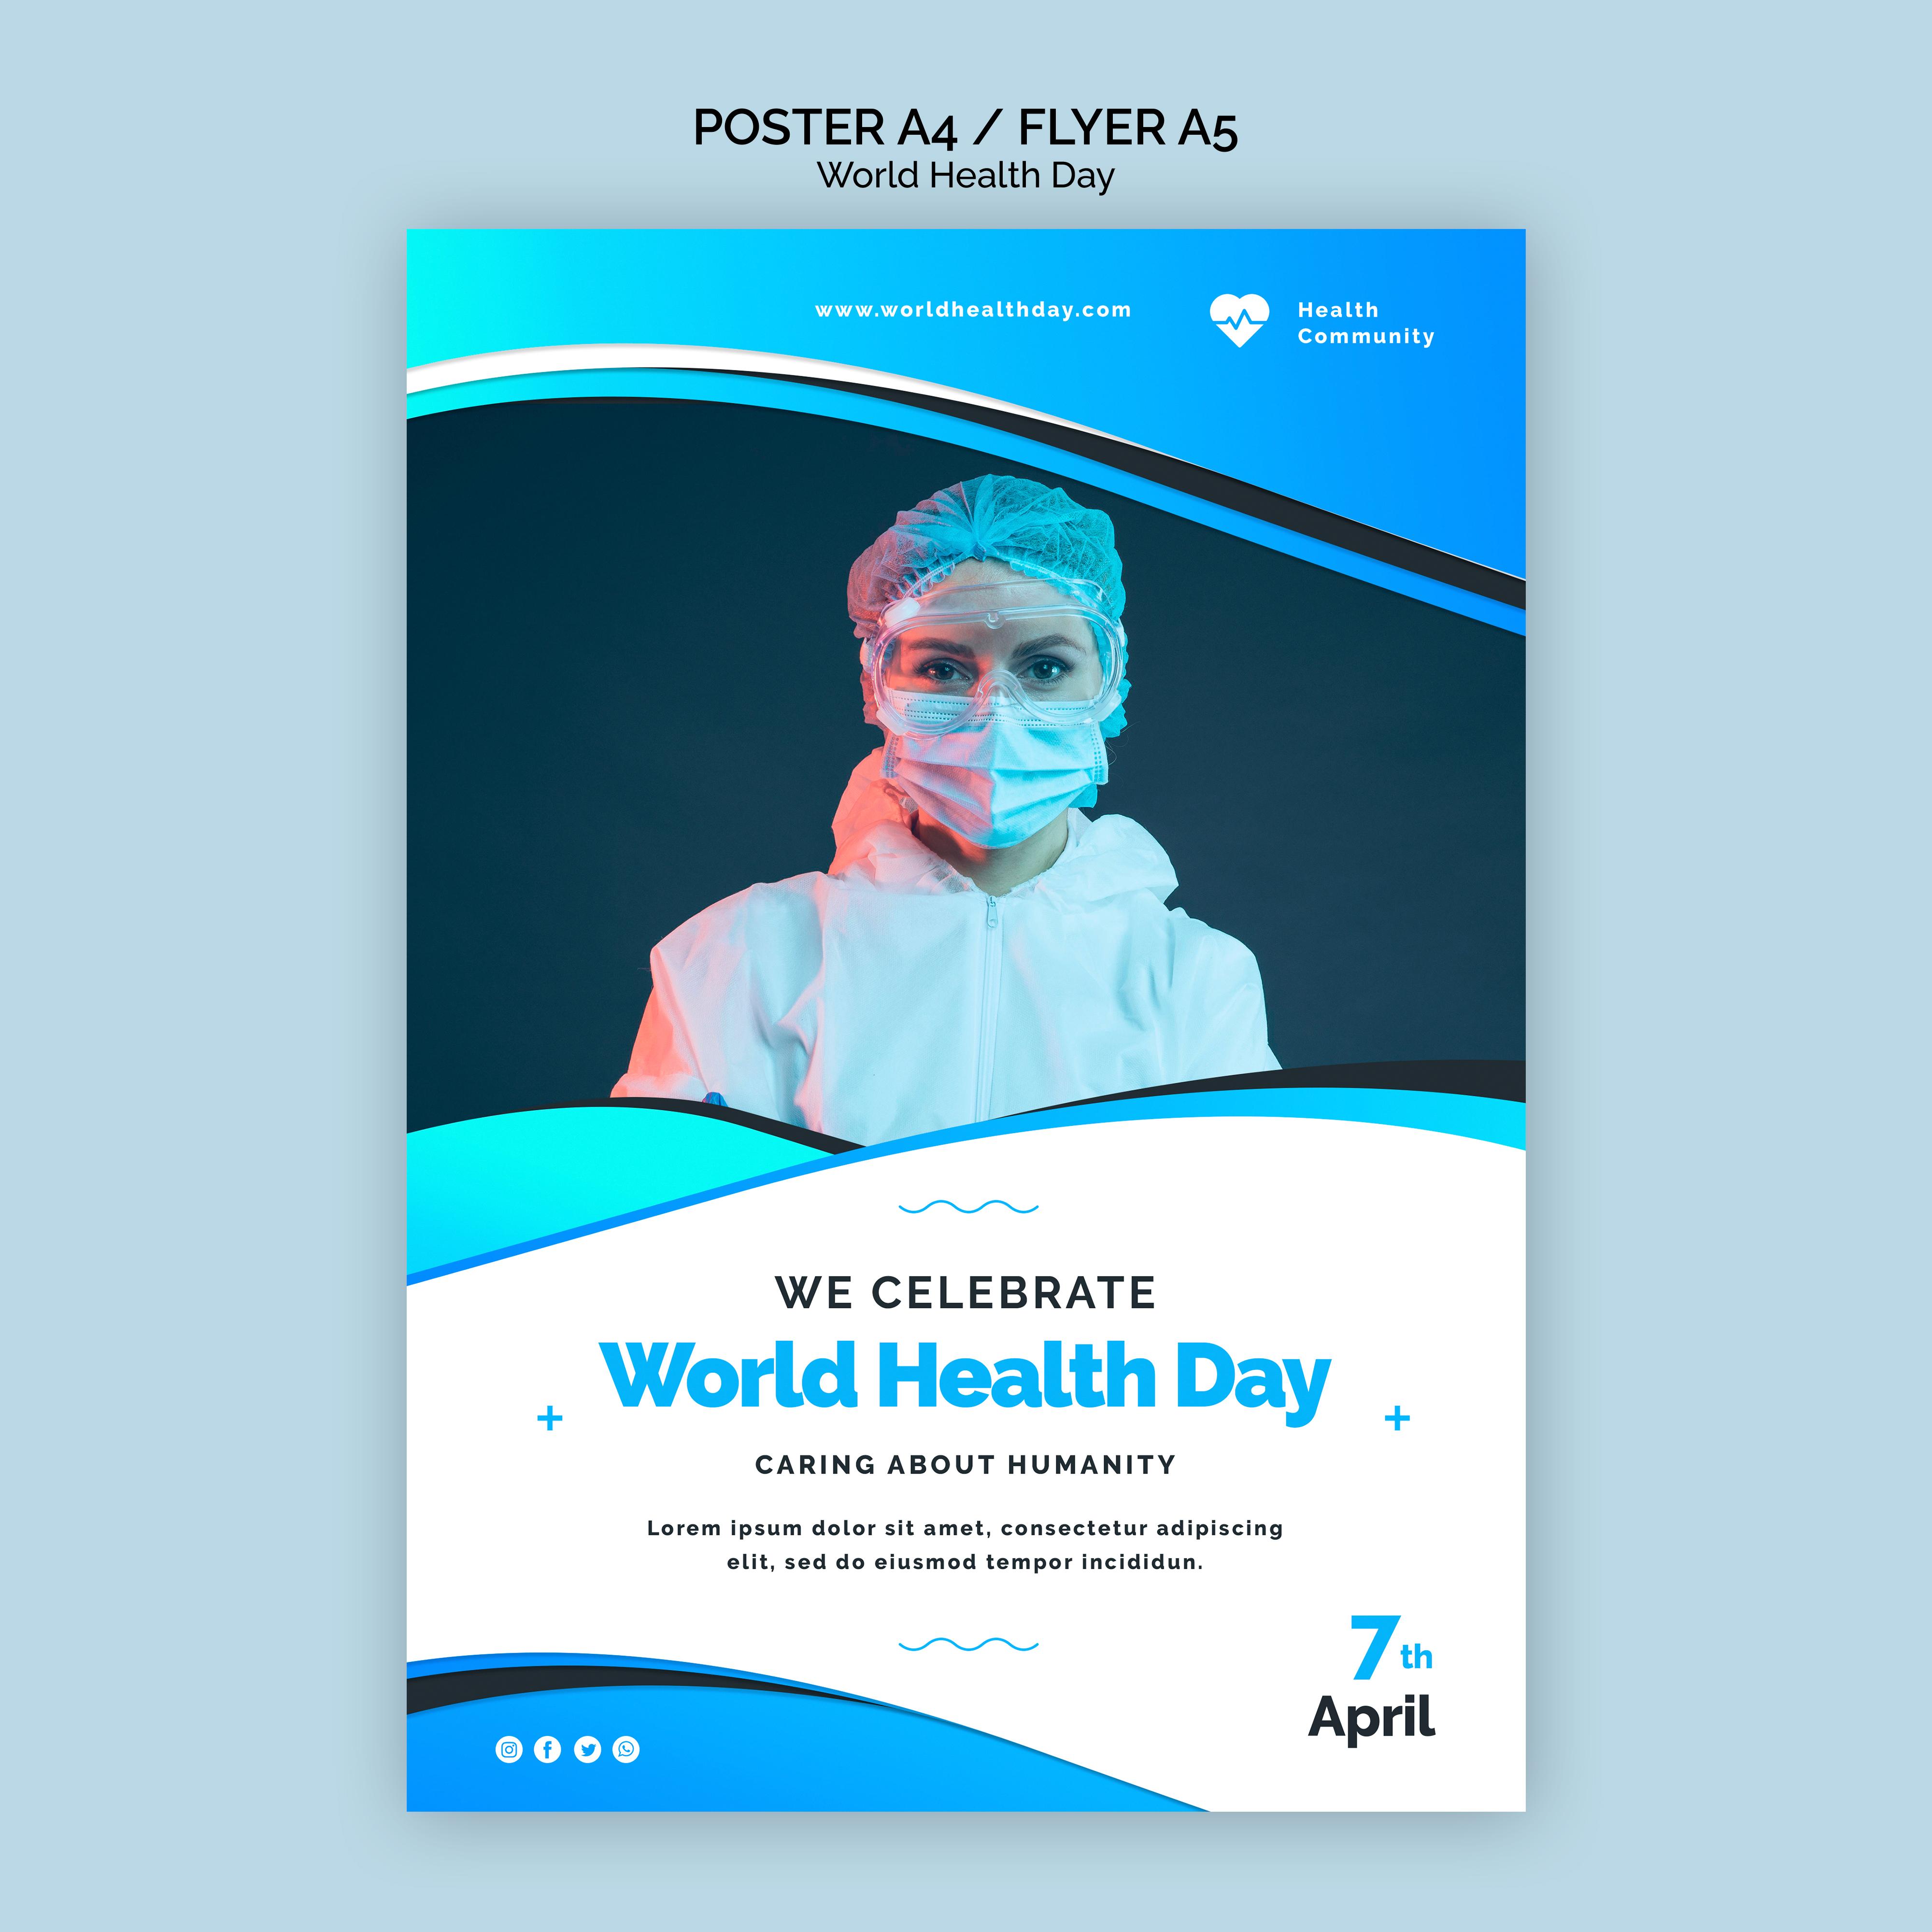 POSTER A4 / FLYER A5
World Health Day
www.worldhealthday.com
Health
Community
WE CELEBRATE
World Health Day
CARING ABOUT HUMANITY
Lorem ipsum dolor sit amet, consectetur adipiscing
elit, sed do eiusmod tempor incididun.
7th
April